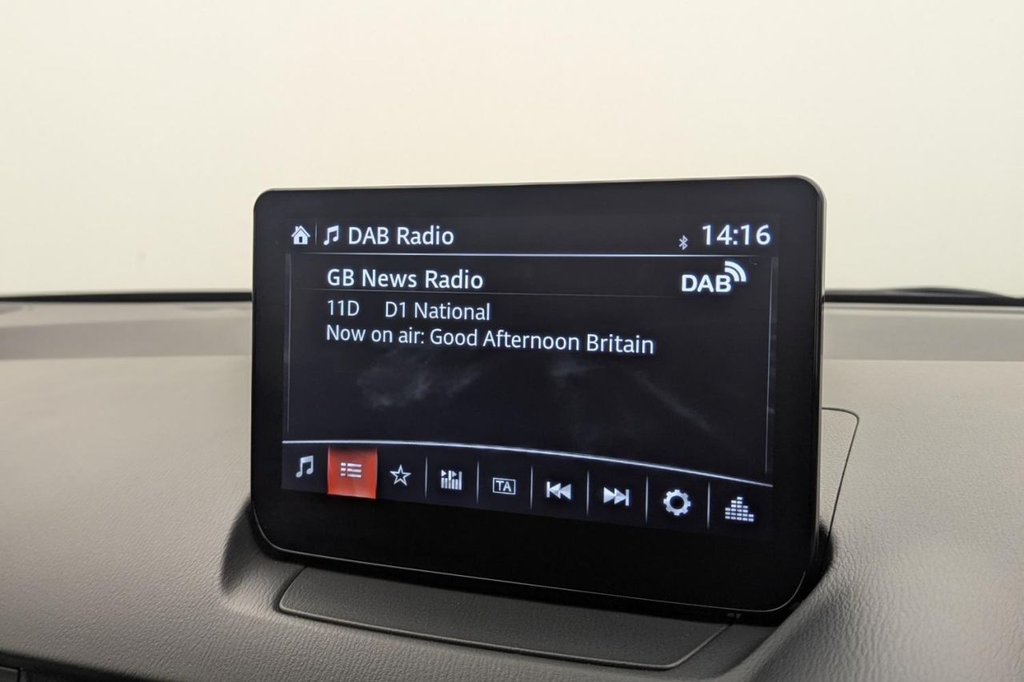 DAB Radio 14:16
GB News Radio DAB
11D D1 National
Now on air: Good Afternoon Britain
TA